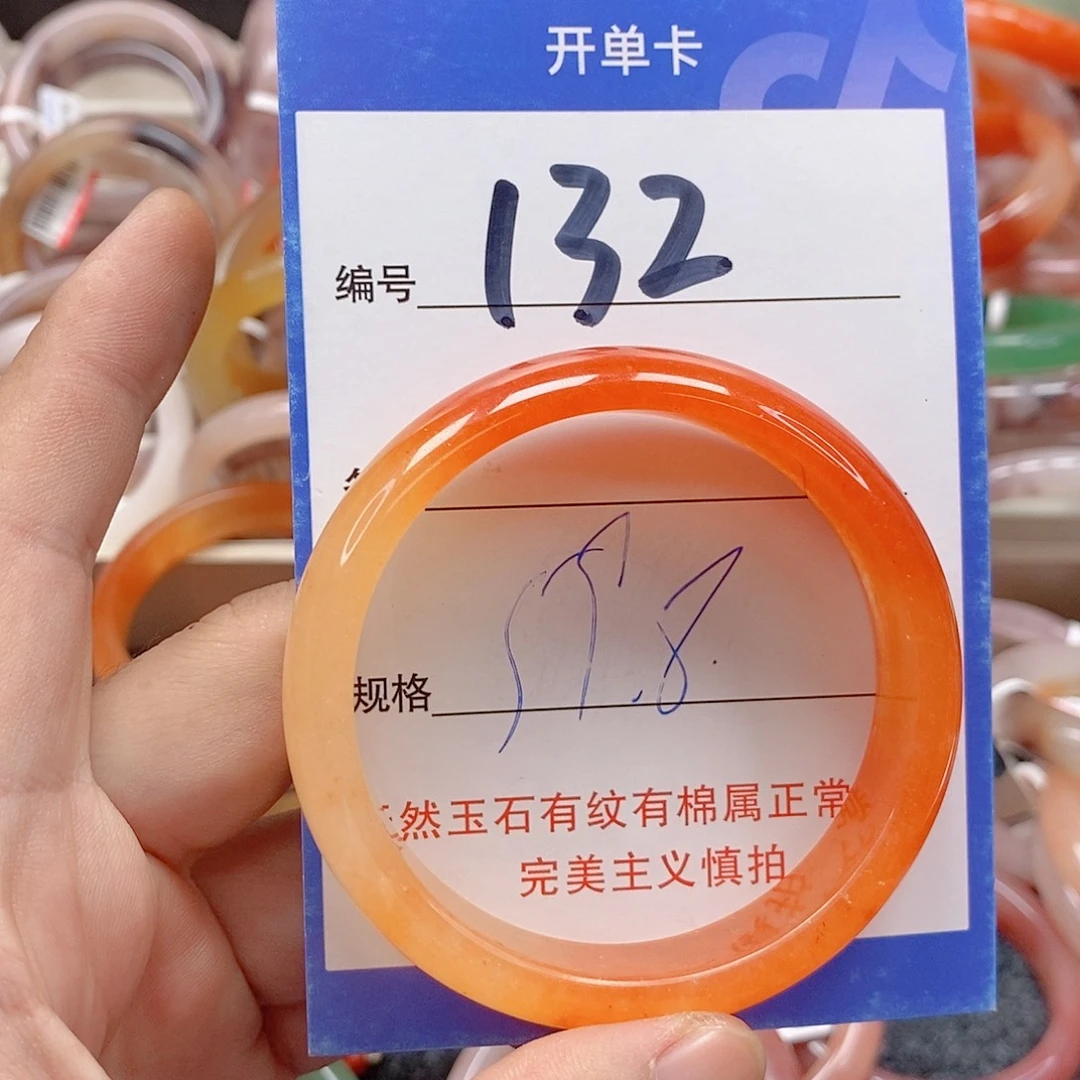 开单卡
编号 132
规格 57.8
天然玉石有纹有棉属正常
完美主义慎拍